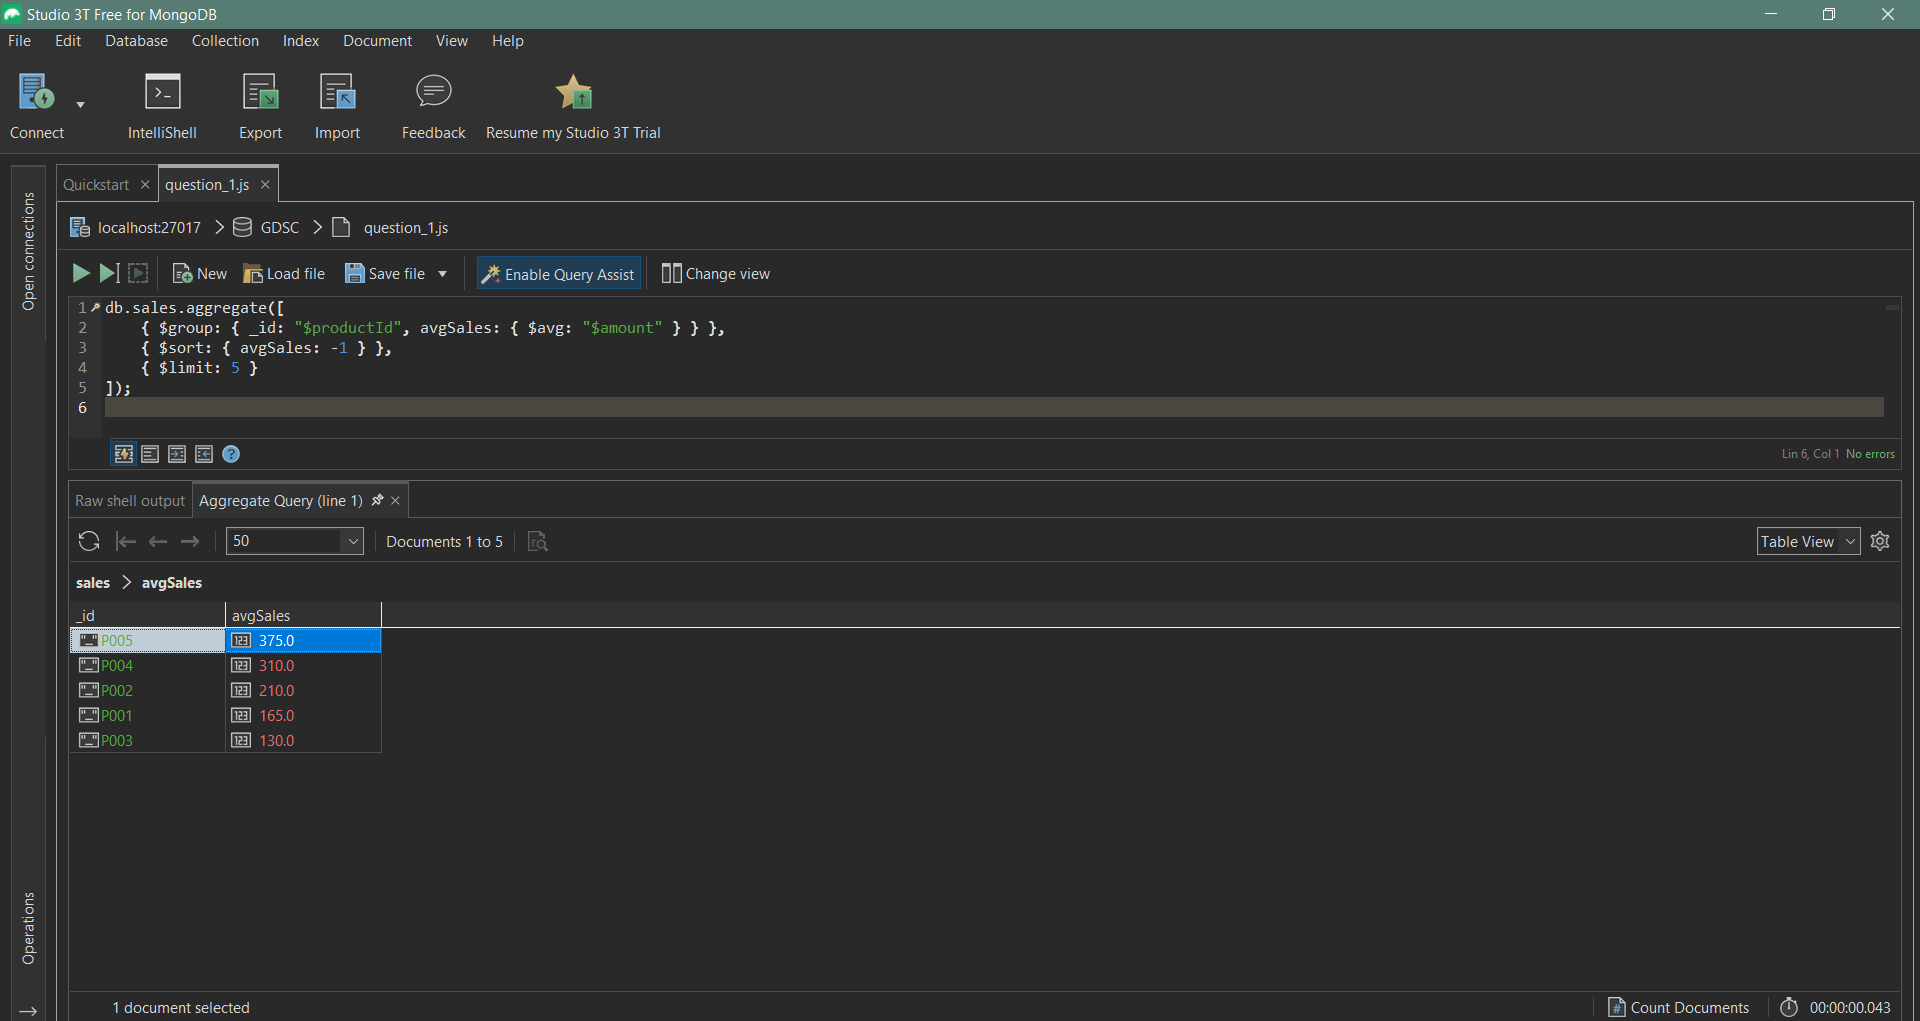 Studio 3T Free for MongoDB
File Edit Database Collection Index Document View Help
Connect IntelliShell Export Import Feedback Resume my Studio 3T Trial
Open connections
Quickstart question_1.js
localhost:27017 GDSC question_1.js
New Load file Save file Enable Query Assist Change view
1 db.sales.aggregate([
2 { $group: { _id: "$productId", avgSales: { $avg: "$amount" } } },
3 { $sort: { avgSales: -1 } },
4 { $limit: 5 }
5 ]);
6
Lin 6, Col 1 No errors
Raw shell output Aggregate Query (line 1)
50 Documents 1 to 5 Table View
sales > avgSales
_id avgSales
P005 375.0
P004 310.0
P002 210.0
P001 165.0
P003 130.0
Operations
1 document selected Count Documents 00:00:00.043